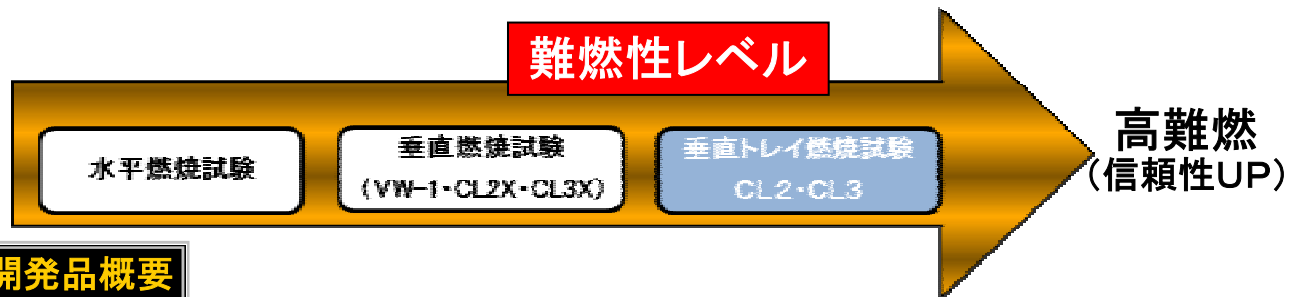 難燃性レベル
水平燃焼試験
垂直燃焼試験
(VW-1・CL2X・CL3X)
垂直トレイ燃焼試験
CL2・CL3
高難燃
(信頼性UP)
開発品概要